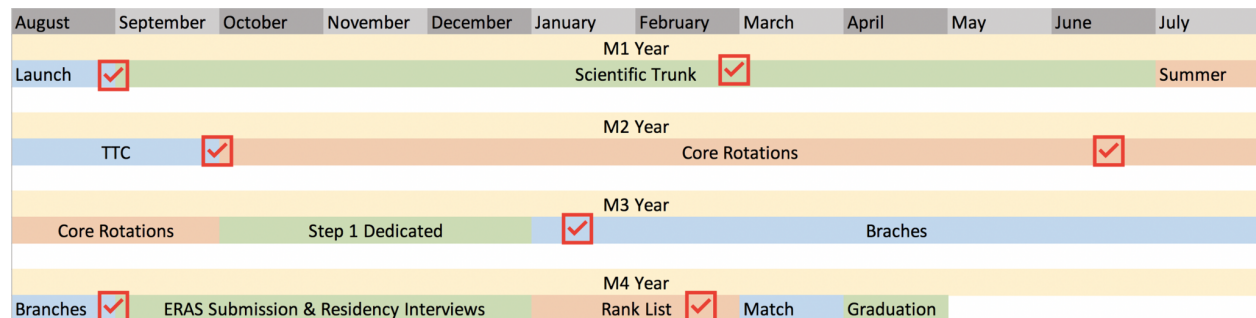 August September October November December January February March April May June July
M1 Year
Launch Scientific Trunk Summer
M2 Year
TTC Core Rotations
M3 Year
Core Rotations Step 1 Dedicated Braches
M4 Year
Branches ERAS Submission & Residency Interviews Rank List Match Graduation